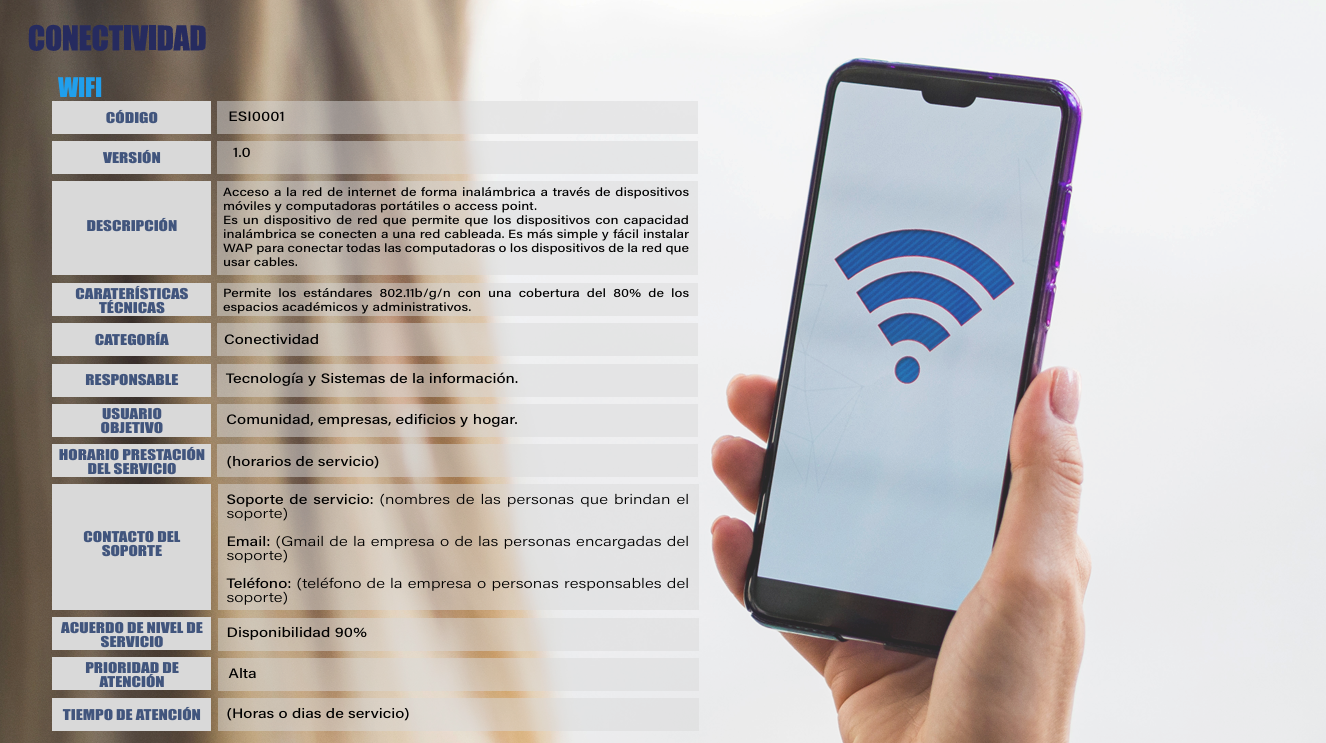 CONECTIVIDAD
WIFI
CÓDIGO
ESI0001
VERSIÓN
1.0
DESCRIPCIÓN
Acceso a la red de internet de forma inalámbrica a través de dispositivos
móviles y computadoras portátiles o access point.
Es un dispositivo de red que permite que los dispositivos con capacidad
inalámbrica se conecten a una red cableada. Es más simple y fácil instalar
WAP para conectar todas las computadoras o los dispositivos de la red que
usar cables.
CARATERÍSTICAS
TÉCNICAS
Permite los estándares 802.11b/g/n con una cobertura del 80% de los
espacios académicos y administrativos.
CATEGORÍA
Conectividad
RESPONSABLE
Tecnología y Sistemas de la información.
USUARIO
OBJETIVO
Comunidad, empresas, edificios y hogar.
HORARIO PRESTACIÓN
DEL SERVICIO
(horarios de servicio)
CONTACTO DEL
SOPORTE
Soporte de servicio: (nombres de las personas que brindan el
soporte)
Email: (Gmail de la empresa o de las personas encargadas del
soporte)
Teléfono: (teléfono de la empresa o personas responsables del
soporte)
ACUERDO DE NIVEL DE
SERVICIO
Disponibilidad 90%
PRIORIDAD DE
ATENCIÓN
Alta
TIEMPO DE ATENCIÓN
(Horas o dias de servicio)